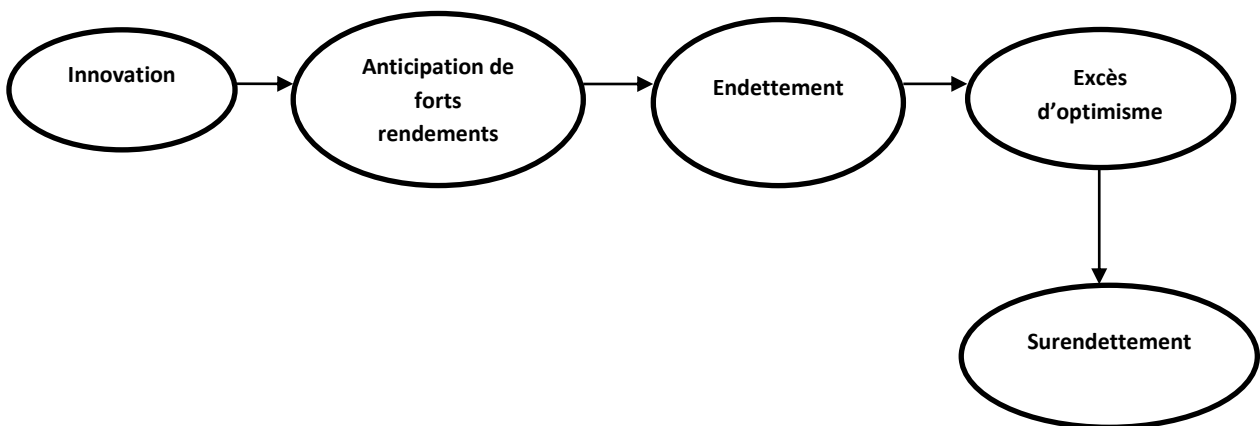 Innovation
Anticipation de
forts
rendements
Endettement
Excès
d’optimisme
Surendettement